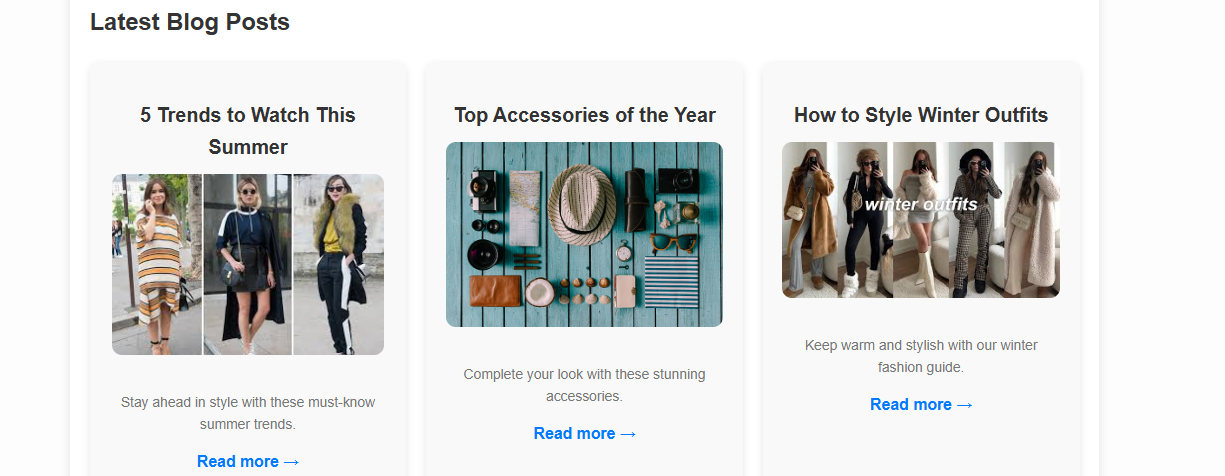 Latest Blog Posts
5 Trends to Watch This
Summer
Stay ahead in style with these must-know
summer trends.
Read more →
Top Accessories of the Year
Complete your look with these stunning
accessories.
Read more →
How to Style Winter Outfits
winter outfits
Keep warm and stylish with our winter
fashion guide.
Read more →